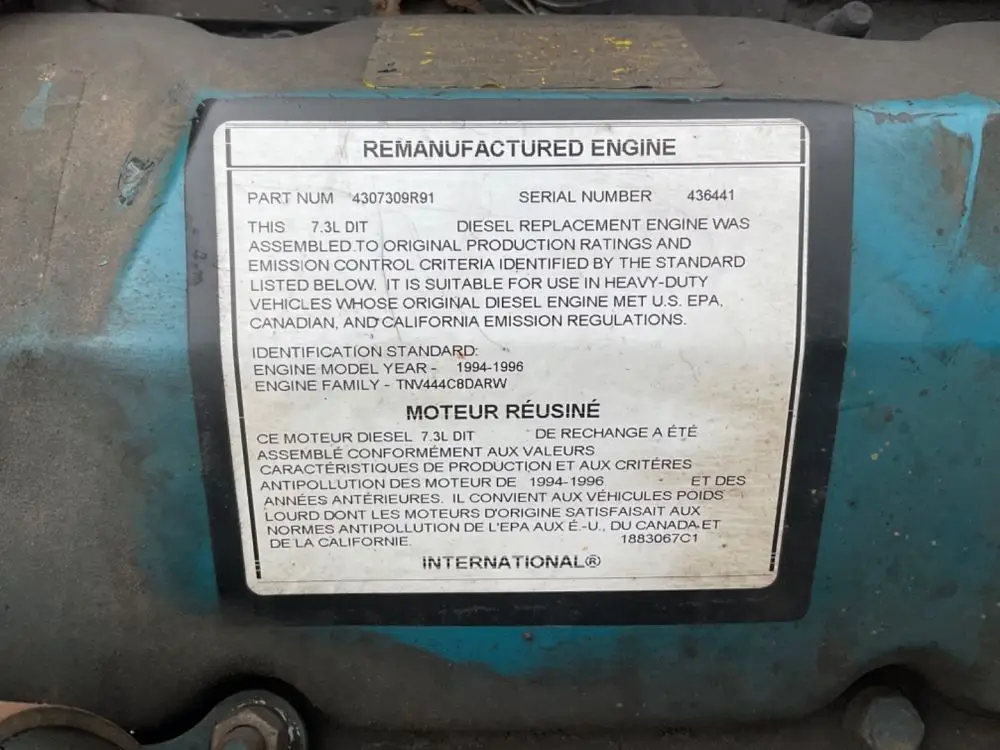 REMANUFACTURED ENGINE
PART NUM 4307309R91 SERIAL NUMBER 436441
THIS 7.3L DIT DIESEL REPLACEMENT ENGINE WAS
ASSEMBLED TO ORIGINAL PRODUCTION RATINGS AND
EMISSION CONTROL CRITERIA IDENTIFIED BY THE STANDARD
LISTED BELOW. IT IS SUITABLE FOR USE IN HEAVY-DUTY
VEHICLES WHOSE ORIGINAL DIESEL ENGINE MET U.S. EPA,
CANADIAN, AND CALIFORNIA EMISSION REGULATIONS.
IDENTIFICATION STANDARD:
ENGINE MODEL YEAR - 1994-1996
ENGINE FAMILY - TNV444C8DARW
MOTEUR RÉUSINÉ
CE MOTEUR DIESEL 7.3L DIT DE RECHANGE A ÉTÉ
ASSEMBLÉ CONFORMÉMENT AUX VALEURS
CARACTÉRISTIQUES DE PRODUCTION ET AUX CRITÉRES
ANTIPOLLUTION DES MOTEUR DE 1994-1996 ET DES
ANNÉES ANTÉRIEURES. IL CONVIENT AUX VÉHICULES POIDS
LOURD DONT LES MOTEURS D'ORIGINE SATISFAISAIT AUX
NORMES ANTIPOLLUTION DE L'EPA AUX É.-U., DU CANADA ET
DE LA CALIFORNIE. 1883067C1
INTERNATIONAL®